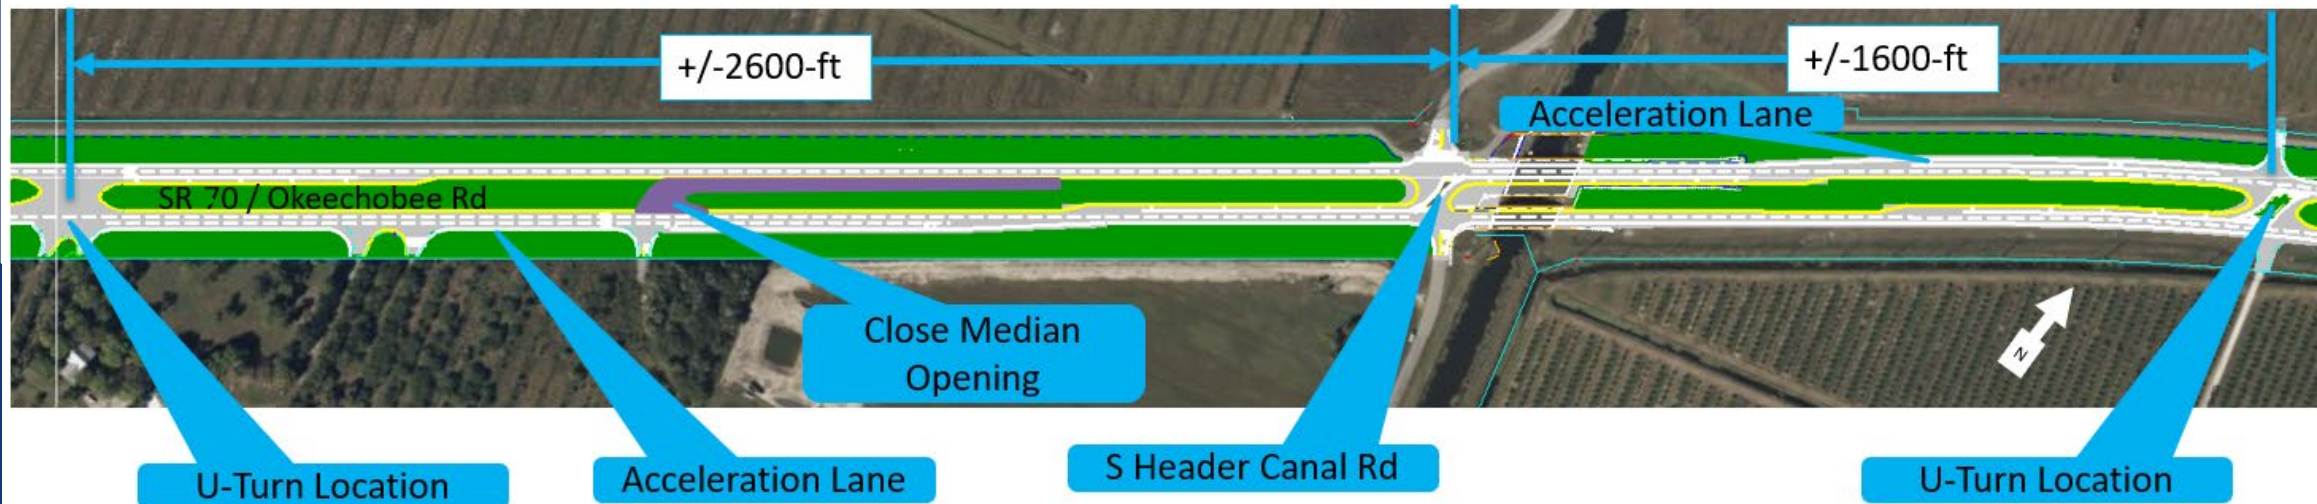 +/-2600-ft
+/-1600-ft
Acceleration Lane
SR 70 / Okeechobee Rd
Close Median
Opening
N
U-Turn Location
Acceleration Lane
S Header Canal Rd
U-Turn Location